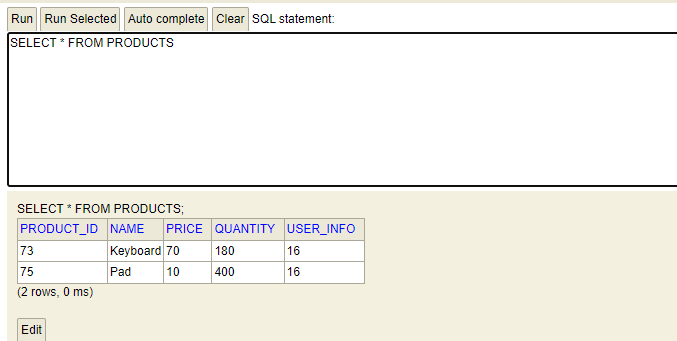 Run Run Selected Auto complete Clear SQL statement:
SELECT * FROM PRODUCTS
SELECT * FROM PRODUCTS;
PRODUCT_ID NAME PRICE QUANTITY USER_INFO
73 Keyboard 70 180 16
75 Pad 10 400 16
(2 rows, 0 ms)
Edit